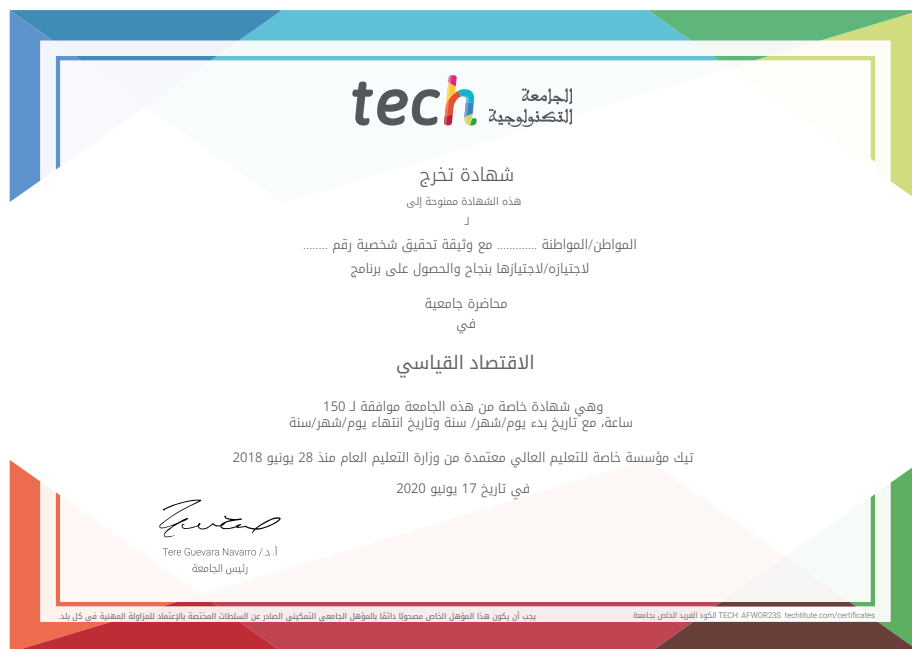 tech الجامعة
التكنولوجية
شهادة تخرج
هذه الشهادة ممنوحة إلى
لـ
المواطن/المواطنة ............ مع وثيقة تحقيق شخصية رقم ........
لاجتيازه/لاجتيازها بنجاح والحصول على برنامج
محاضرة جامعية
في
الاقتصاد القياسي
وهي شهادة خاصة من هذه الجامعة موافقة لـ 150
ساعة، مع تاريخ بدء يوم/شهر/ سنة وتاريخ انتهاء يوم/شهر/سنة
تيك مؤسسة خاصة للتعليم العالي معتمدة من وزارة التعليم العام منذ 28 يونيو 2018
في تاريخ 17 يونيو 2020
أ. د./ Tere Guevara Navarro
رئيس الجامعة
يجب أن يكون هذا المؤهل الخاص مصحوبًا دائمًا بالمؤهل الجامعي التمكيني الصادر عن السلطات المختصة بالإعتماد للمزاولة المهنية في كل بلد.
الكود الفريد الخاص بجامعة TECH: AFWOR23S techtitute.com/certificates